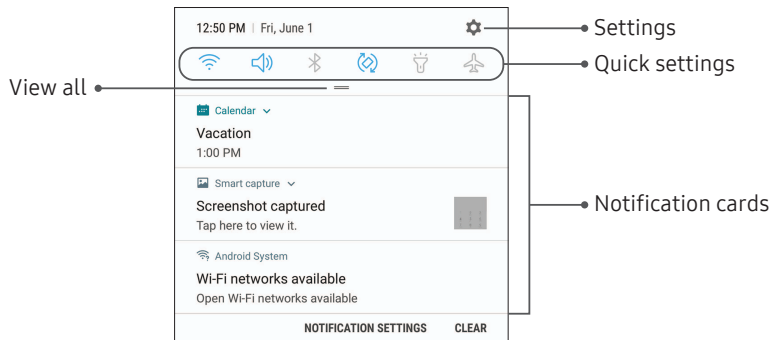 12:50 PM | Fri, June 1
Settings
Quick settings
View all
Calendar
Vacation
1:00 PM
Smart capture
Screenshot captured
Tap here to view it.
Notification cards
Android System
Wi-Fi networks available
Open Wi-Fi networks available
NOTIFICATION SETTINGS CLEAR